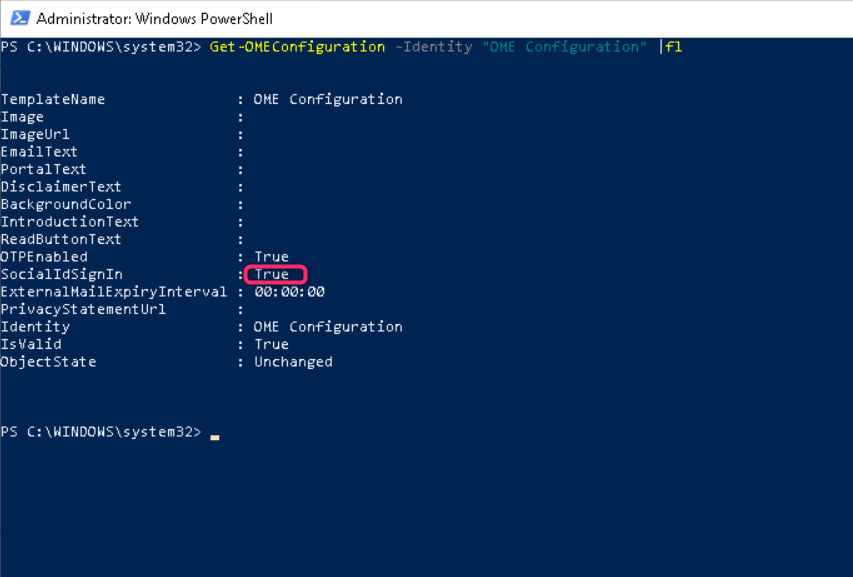 Administrator: Windows PowerShell
PS C:\WINDOWS\system32> Get-OMEConfiguration -Identity "OME Configuration" |fl
TemplateName : OME Configuration
Image :
ImageUrl :
EmailText :
PortalText :
DisclaimerText :
BackgroundColor :
IntroductionText :
ReadButtonText :
OTPEnabled : True
SocialIdSignIn : True
ExternalMailExpiryInterval : 00:00:00
PrivacyStatementUrl :
Identity : OME Configuration
IsValid : True
ObjectState : Unchanged
PS C:\WINDOWS\system32> _